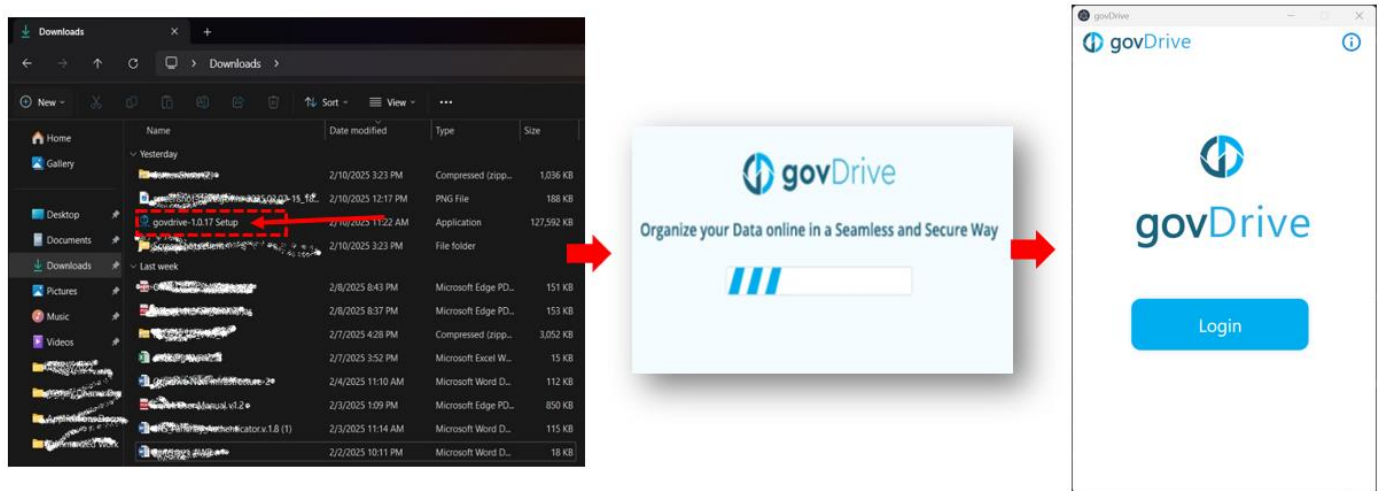 Downloads
Downloads
New
Sort
View
Home
Gallery
Desktop
Documents
Downloads
Pictures
Music
Videos
Name Date modified Type Size
Yesterday
2/10/2025 3:23 PM Compressed (zipp... 1,036 KB
2/10/2025 12:17 PM PNG File 188 KB
govdrive-1.0.17 Setup 2/10/2025 11:22 AM Application 127,592 KB
2/10/2025 3:23 PM File folder
Last week
2/8/2025 8:43 PM Microsoft Edge PD... 151 KB
2/8/2025 8:37 PM Microsoft Edge PD... 153 KB
2/7/2025 4:28 PM Compressed (zipp... 3,052 KB
2/7/2025 3:52 PM Microsoft Excel W... 15 KB
2/4/2025 11:10 AM Microsoft Word D... 112 KB
Manual.v1.2 2/3/2025 1:09 PM Microsoft Edge PD... 850 KB
.v.1.8 (1) 2/3/2025 11:14 AM Microsoft Word D... 115 KB
2/2/2025 10:11 PM Microsoft Word D... 18 KB
govDrive
Organize your Data online in a Seamless and Secure Way
govDrive
govDrive
govDrive
Login